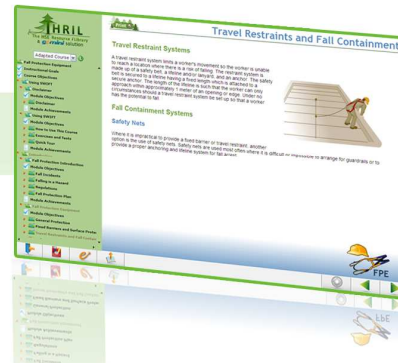 THRIL
The HSE Resource Library
solution
Adapted Course
Fall Protection Equipment
Instructional Goals
Course Objectives
Using SWIFT
Disclaimer
Module Objectives
Disclaimer
Module Achievements
Using SWIFT
Module Objectives
How to Use This Course
Exercises and Tests
Quick Tour
Module Achievements
Fall Protection Introduction
Module Objectives
Fall Incidents
Falling is a Hazard
Regulations
Fall Protection Plan
Module Achievements
Module Objectives
General Protection
Fixed Barriers and Surface Protec
Travel Restraints and Fall Contain
Travel Restraints and Fall Containment
Travel Restraint Systems
A travel restraint system limits a worker's movement so the worker is unable
to reach a location where there is a risk of falling. The restraint system is
made up of a safety belt, a lifeline and/or lanyard, and an anchor. The safety
belt is secured to a lifeline having a fixed length which is attached to a
secure anchor. The length of the lifeline is such that the worker can only
approach within approximately 1 meter of an opening or edge. Under no
circumstances should a travel restraint system be set up so that a worker
has the potential to fall
Fall Containment Systems
Safety Nets
Where it is impractical to provide a fixed barrier or travel restraint, another
option is the use of safety nets. Safety nets are used most often where it is difficult or impossible to arrange for guardrails or to
provide a proper anchoring and lifeline system for fall arrest.
FPE